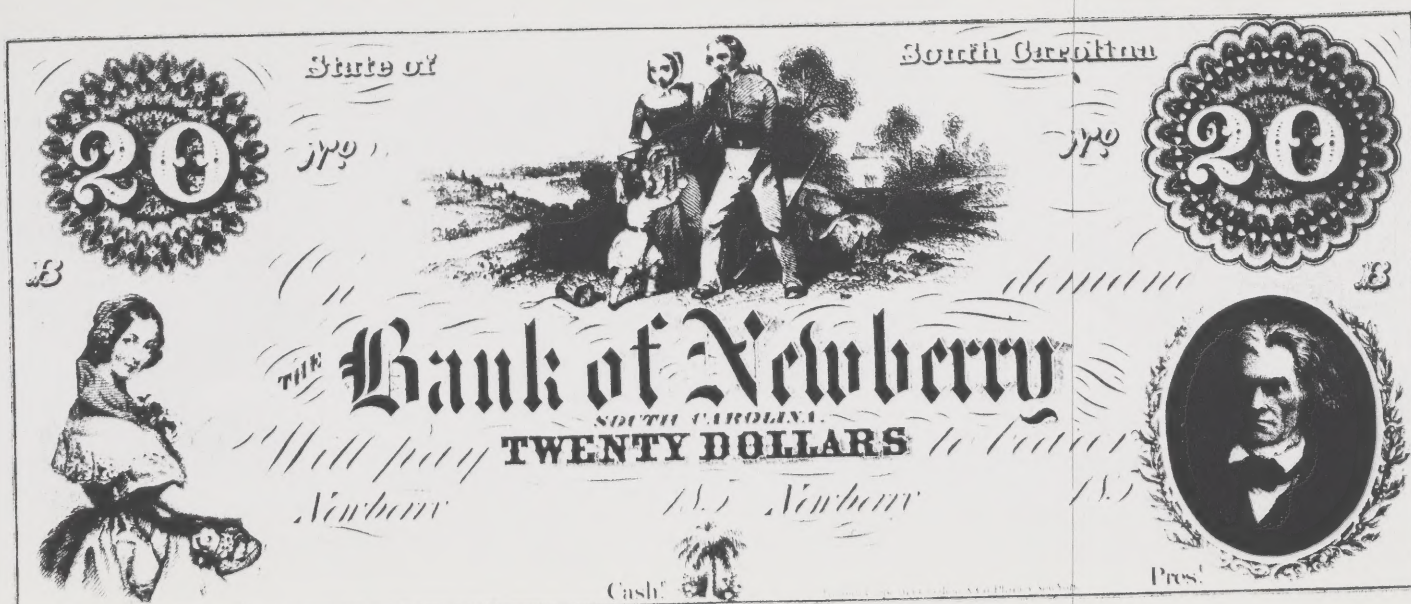 20 State of South Carolina 20
No No
B On demand B
THE Bank of Newberry
SOUTH CAROLINA.
Will pay TWENTY DOLLARS to bearer
Newberry 185 Newberry 185
Cash! Pres!